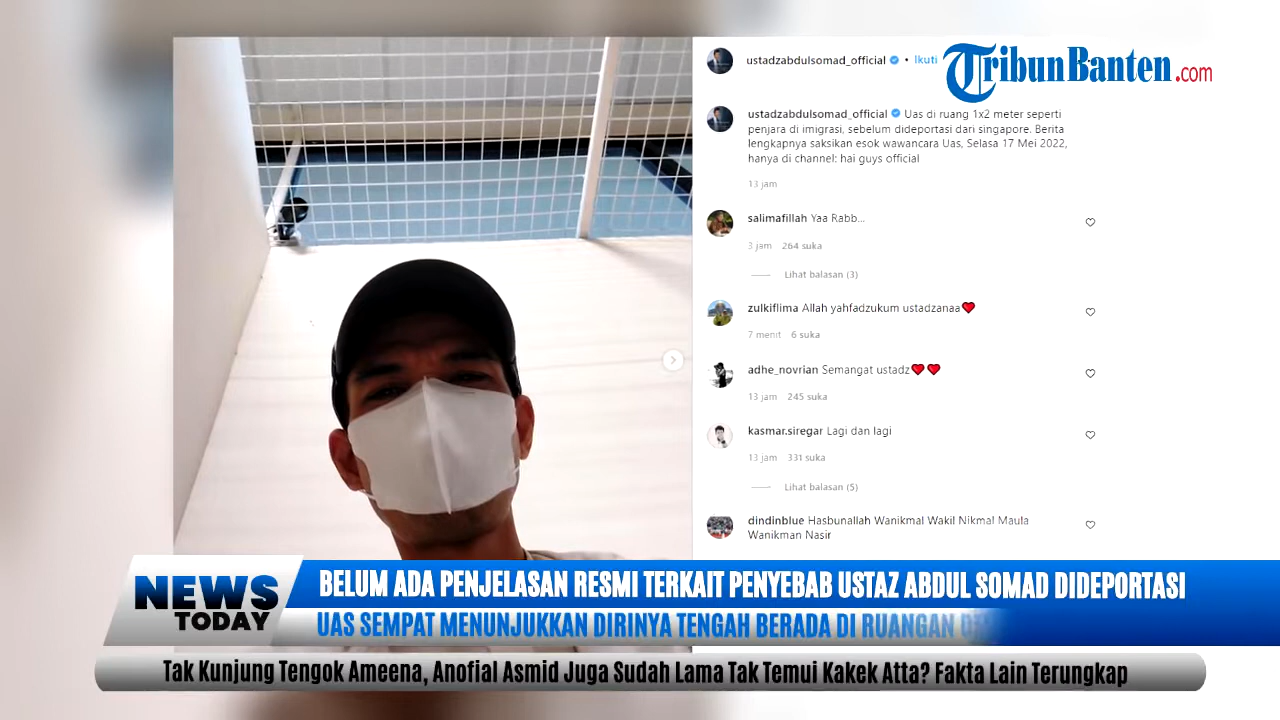 ustadzabdulsomad_official • Ikuti
TribunBanten.com
ustadzabdulsomad_official Uas di ruang 1x2 meter seperti
penjara di imigrasi, sebelum dideportasi dari singapore. Berita
lengkapnya saksikan esok wawancara Uas, Selasa 17 Mei 2022,
hanya di channel: hai guys official
13 jam
salimafillah Yaa Rabb...
3 jam 264 suka
Lihat balasan (3)
zulkiflima Allah yahfadzukum ustadzanaa❤
7 menit 6 suka
adhe_novrian Semangat ustadz❤❤
13 jam 245 suka
kasmar.siregar Lagi dan lagi
13 jam 331 suka
Lihat balasan (5)
dindinblue Hasbunallah Wanikmal Wakil Nikmal Maula
Wanikman Nasir
NEWS
TODAY
BELUM ADA PENJELASAN RESMI TERKAIT PENYEBAB USTAZ ABDUL SOMAD DIDEPORTASI
UAS SEMPAT MENUNJUKKAN DIRINYA TENGAH BERADA DI RUANGAN
Tak Kunjung Tengok Ameena, Anofial Asmid Juga Sudah Lama Tak Temui Kakek Atta? Fakta Lain Terungkap